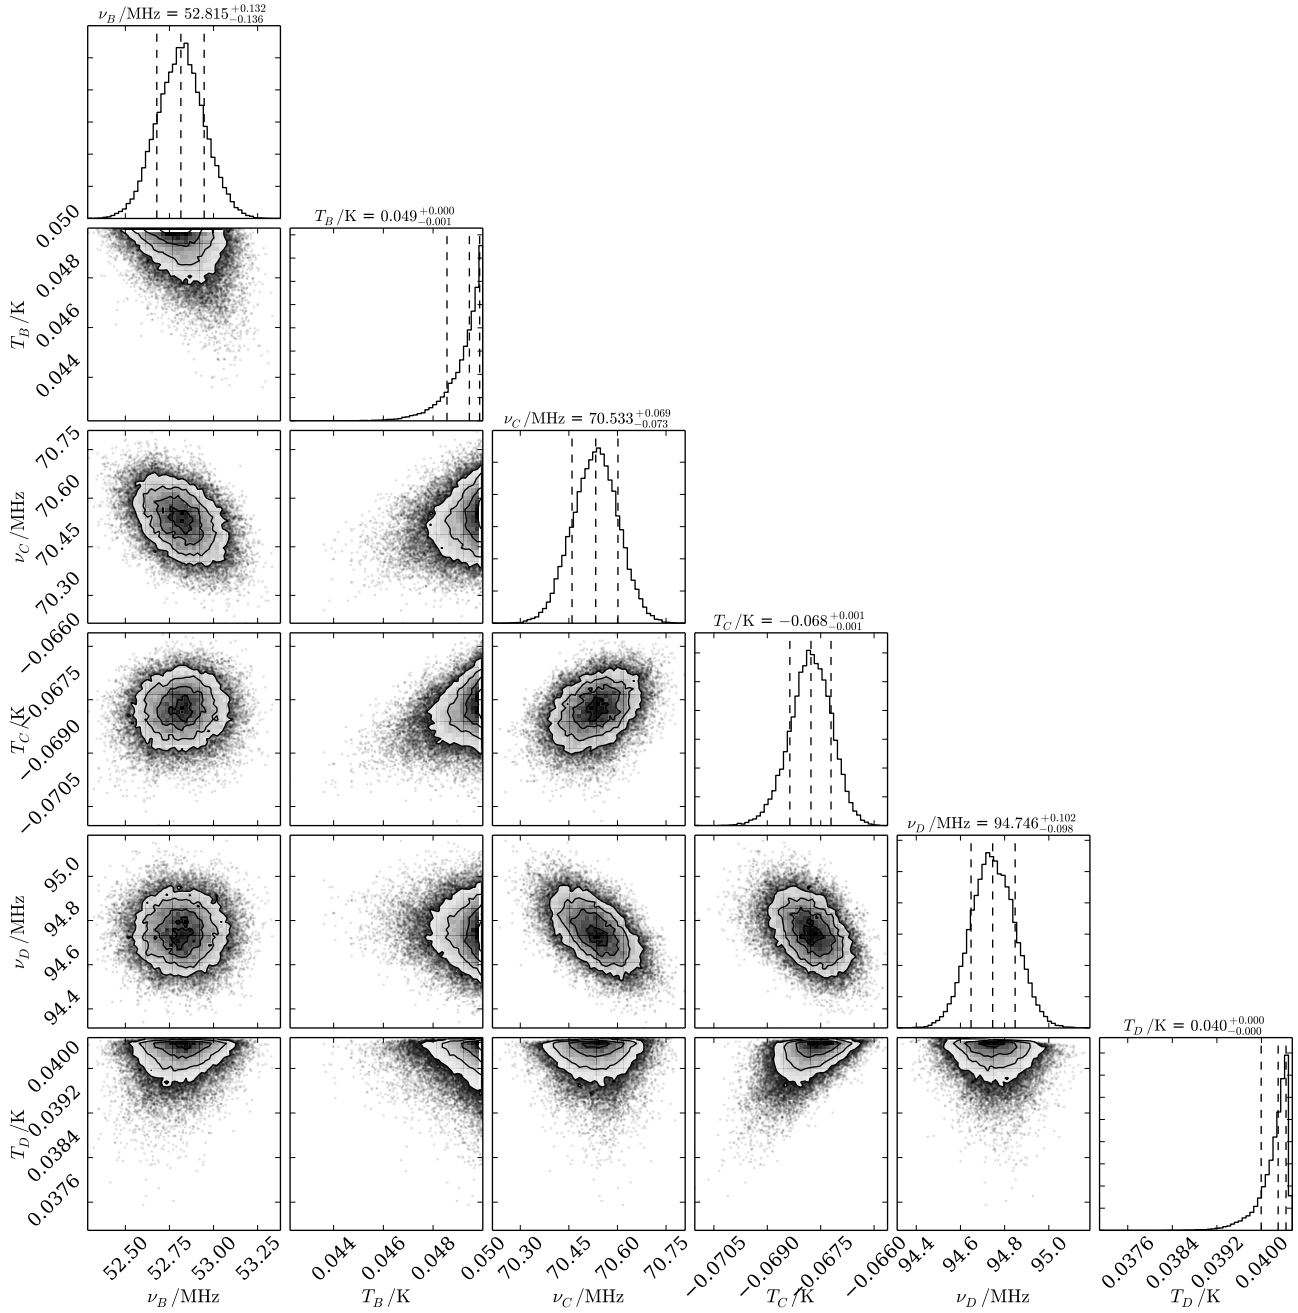 ν_B/MHz = 52.815^{+0.132}_{-0.136}
0.050
0.048
0.046
0.044
T_B/K
T_B/K = 0.049^{+0.000}_{-0.001}
70.75
70.60
70.45
70.30
ν_C/MHz
ν_C/MHz = 70.533^{+0.069}_{-0.073}
−0.0660
−0.0675
−0.0690
−0.0705
T_C/K
T_C/K = −0.068^{+0.001}_{-0.001}
95.0
94.8
94.6
94.4
ν_D/MHz
ν_D/MHz = 94.746^{+0.102}_{-0.098}
0.0400
0.0392
0.0384
0.0376
T_D/K
T_D/K = 0.040^{+0.000}_{-0.000}
52.50 52.75 53.00 53.25 0.044 0.046 0.048 0.050 70.30 70.45 70.60 70.75 −0.0705 −0.0690 −0.0675 −0.0660 94.4 94.6 94.8 95.0 0.0376 0.0384 0.0392 0.0400
ν_B/MHz T_B/K ν_C/MHz T_C/K ν_D/MHz T_D/K